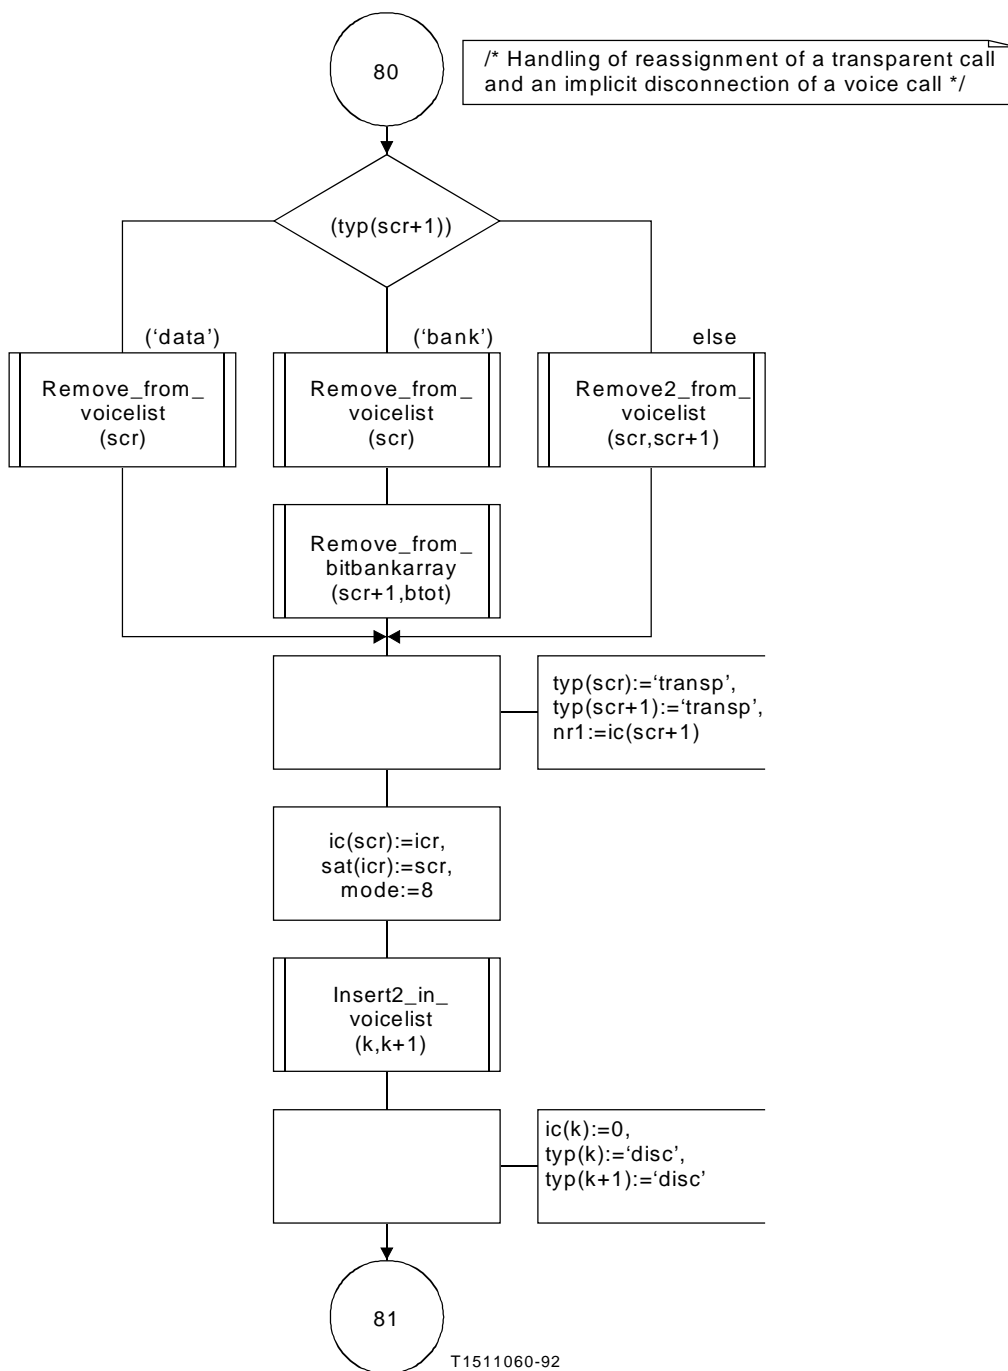 80
/* Handling of reassignment of a transparent call
and an implicit disconnection of a voice call */
(typ(scr+1))
(‘data’)
(‘bank’)
else
Remove_from_
voicelist
(scr)
Remove_from_
voicelist
(scr)
Remove2_from_
voicelist
(scr,scr+1)
Remove_from_
bitbankarray
(scr+1,btot)
typ(scr):=‘transp’,
typ(scr+1):=‘transp’,
nr1:=ic(scr+1)
ic(scr):=icr,
sat(icr):=scr,
mode:=8
Insert2_in_
voicelist
(k,k+1)
ic(k):=0,
typ(k):=‘disc’,
typ(k+1):=‘disc’
81
T1511060-92